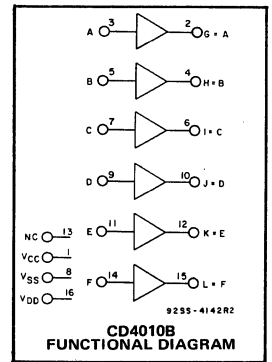 A 3 2 G = A
B 5 4 H = B
C 7 6 I = C
D 9 10 J = D
NC 13 E 11 12 K = E
VCC 1
VSS 8 F 14 15 L = F
VDD 16
92SS-4142R2
CD4010B
FUNCTIONAL DIAGRAM